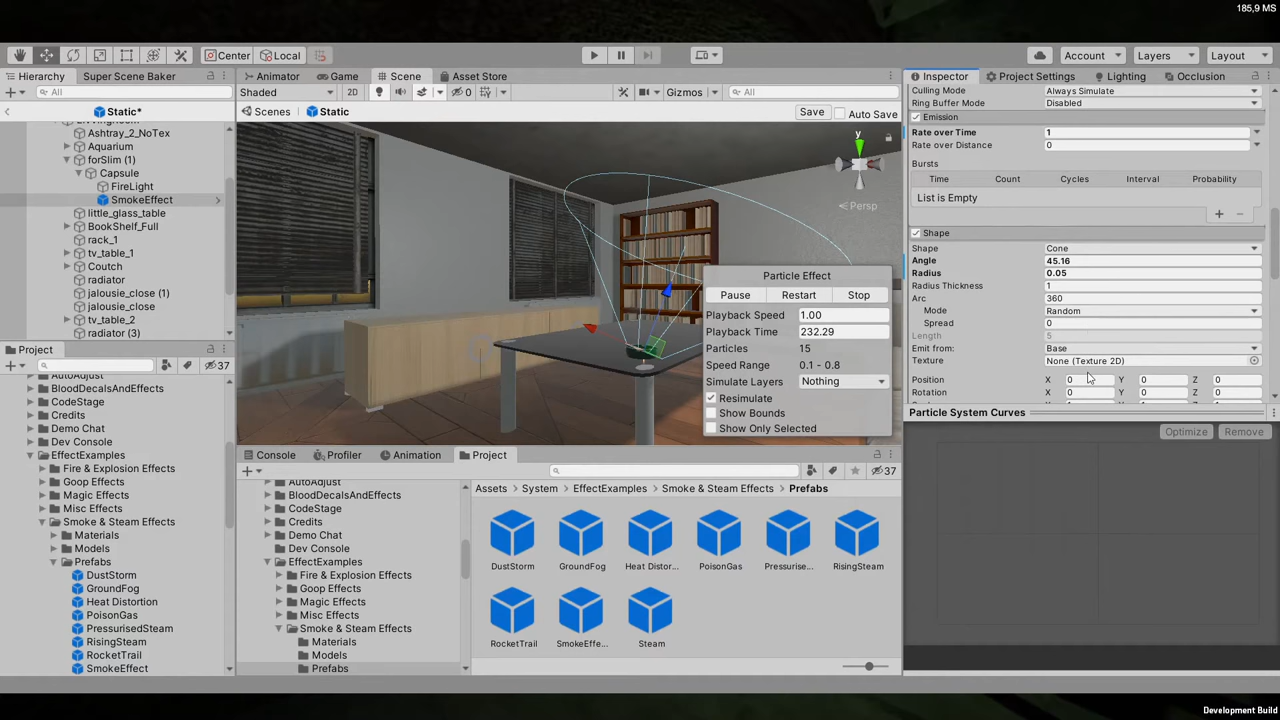 185,9 MS
Center
Local
Account
Layers
Layout
Hierarchy
Super Scene Baker
All
Static*
Ashtray_2_NoTex
Aquarium
forSlim (1)
Capsule
FireLight
SmokeEffect
little_glass_table
BookShelf_Full
rack_1
tv_table_1
Coutch
radiator
jalousie_close (1)
jalousie_close
tv_table_2
radiator (3)
Animator
Game
Scene
Asset Store
Shaded
2D
0
Gizmos
All
Scenes
Static
Save
Auto Save
y
Persp
Particle Effect
Pause
Restart
Stop
Playback Speed 1.00
Playback Time 232.29
Particles 15
Speed Range 0.1 - 0.8
Simulate Layers Nothing
Resimulate
Show Bounds
Show Only Selected
Inspector
Project Settings
Lighting
Occlusion
Culling Mode Always Simulate
Ring Buffer Mode Disabled
Emission
Rate over Time 1
Rate over Distance 0
Bursts
Time Count Cycles Interval Probability
List is Empty
Shape
Shape Cone
Angle 45.16
Radius 0.05
Radius Thickness 1
Arc 360
Mode Random
Spread 0
Length 5
Emit from: Base
Texture None (Texture 2D)
Position X 0 Y 0 Z 0
Rotation X 0 Y 0 Z 0
Particle System Curves
Optimize
Remove
Project
37
BloodDecalsAndEffects
CodeStage
Credits
Demo Chat
Dev Console
EffectExamples
Fire & Explosion Effects
Goop Effects
Magic Effects
Misc Effects
Smoke & Steam Effects
Materials
Models
Prefabs
DustStorm
GroundFog
Heat Distortion
PoisonGas
PressurisedSteam
RisingSteam
RocketTrail
SmokeEffect
Console
Profiler
Animation
Project
37
AutoAdjust
BloodDecalsAndEffects
CodeStage
Credits
Demo Chat
Dev Console
EffectExamples
Fire & Explosion Effects
Goop Effects
Magic Effects
Misc Effects
Smoke & Steam Effects
Materials
Models
Prefabs
Assets
System
EffectExamples
Smoke & Steam Effects
Prefabs
DustStorm
GroundFog
Heat Distor...
PoisonGas
Pressurise...
RisingSteam
RocketTrail
SmokeEffe...
Steam
Development Build